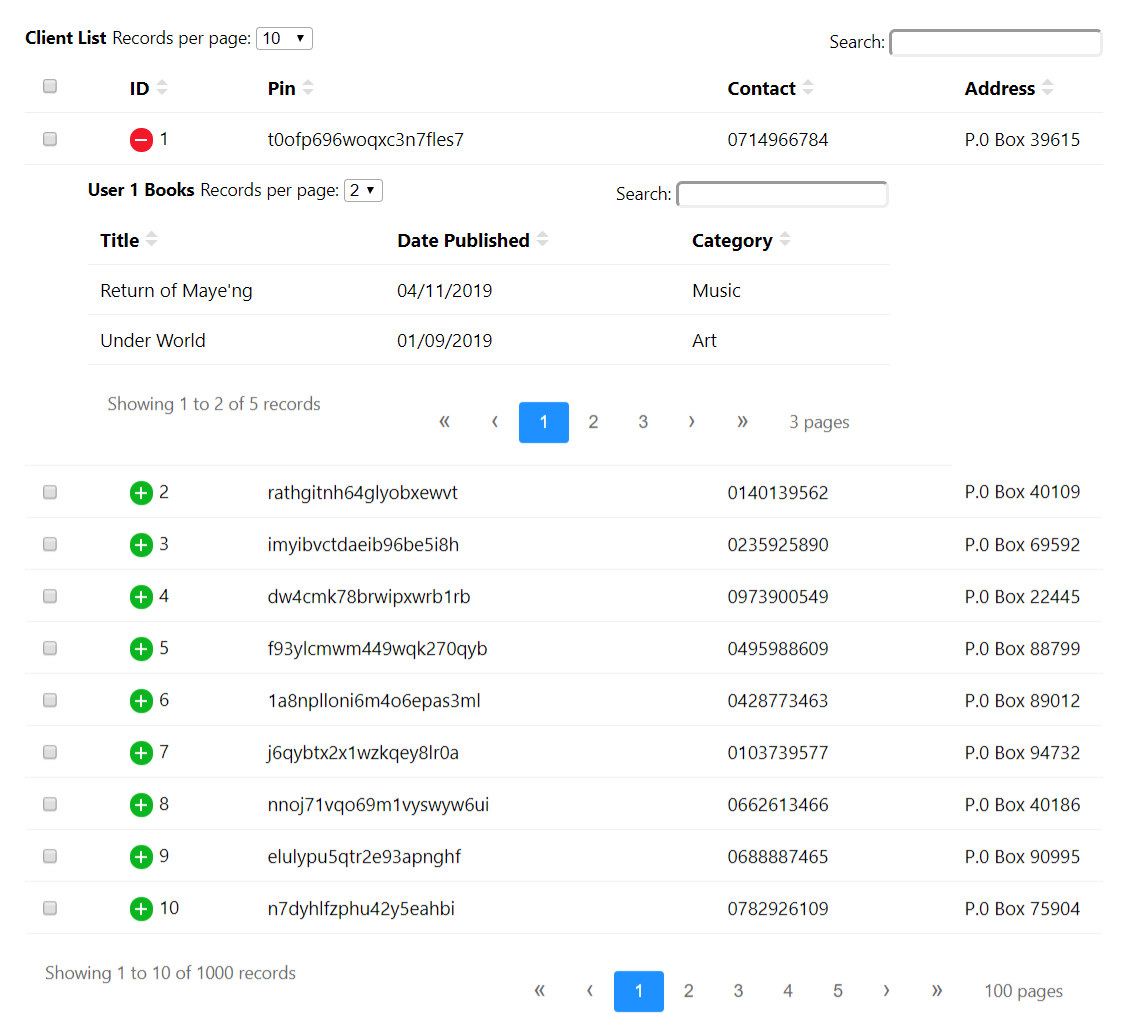 Client List Records per page: 10 Search:
ID Pin Contact Address
1 t0ofp696woqxc3n7fles7 0714966784 P.0 Box 39615
User 1 Books Records per page: 2 Search:
Title Date Published Category
Return of Maye'ng 04/11/2019 Music
Under World 01/09/2019 Art
Showing 1 to 2 of 5 records « ‹ 1 2 3 › » 3 pages
2 rathgitnh64glyobxewvt 0140139562 P.0 Box 40109
3 imyibvctdaeib96be5i8h 0235925890 P.0 Box 69592
4 dw4cmk78brwipxwrb1rb 0973900549 P.0 Box 22445
5 f93ylcmwm449wqk270qyb 0495988609 P.0 Box 88799
6 1a8nplloni6m4o6epas3ml 0428773463 P.0 Box 89012
7 j6qybtx2x1wzkqey8lr0a 0103739577 P.0 Box 94732
8 nnoj71vqo69m1vyswyw6ui 0662613466 P.0 Box 40186
9 elulypu5qtr2e93apnghf 0688887465 P.0 Box 90995
10 n7dyhlfzphu42y5eahbi 0782926109 P.0 Box 75904
Showing 1 to 10 of 1000 records « ‹ 1 2 3 4 5 › » 100 pages